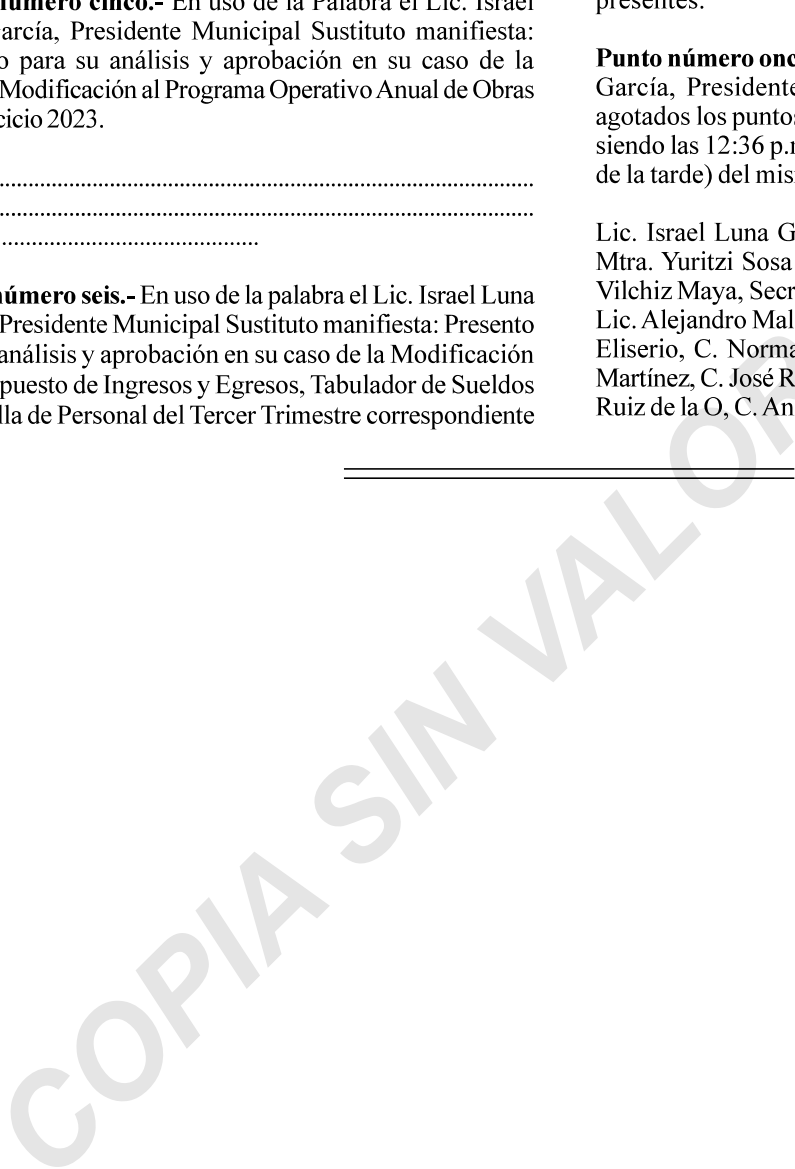 número cinco.- En uso de la Palabra el Lic. Israel
García, Presidente Municipal Sustituto manifiesta:
o para su análisis y aprobación en su caso de la
Modificación al Programa Operativo Anual de Obras
cicio 2023.
..........................................................................................
..........................................................................................
...........................................
número seis.- En uso de la palabra el Lic. Israel Luna
Presidente Municipal Sustituto manifiesta: Presento
análisis y aprobación en su caso de la Modificación
puesto de Ingresos y Egresos, Tabulador de Sueldos
lla de Personal del Tercer Trimestre correspondiente
presentes.
Punto número onc
García, Presidente
agotados los puntos
siendo las 12:36 p.
de la tarde) del mis
Lic. Israel Luna G
Mtra. Yuritzi Sosa
Vilchiz Maya, Secr
Lic. Alejandro Mal
Eliserio, C. Norma
Martínez, C. José R
Ruiz de la O, C. An
COPIA SIN VALOR